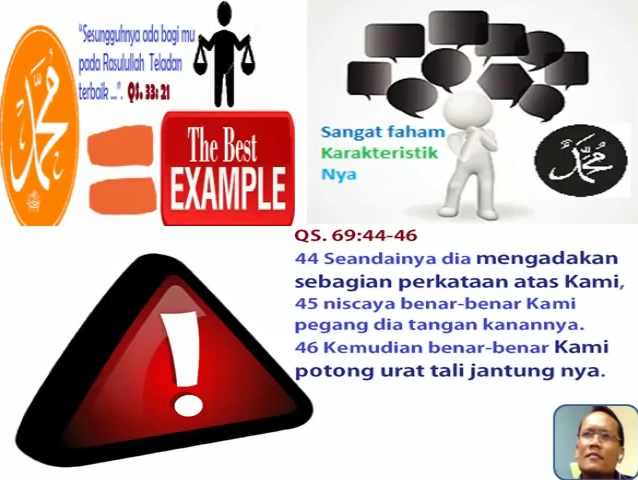 "Sesungguhnya ada bagi mu
pada Rasulullah Teladan
terbaik ...". QS. 33: 21
محمد
The Best
EXAMPLE
Sangat faham
Karakteristik
Nya
محمد
QS. 69:44-46
44 Seandainya dia mengadakan
sebagian perkataan atas Kami,
45 niscaya benar-benar Kami
pegang dia tangan kanannya.
46 Kemudian benar-benar Kami
potong urat tali jantung nya.